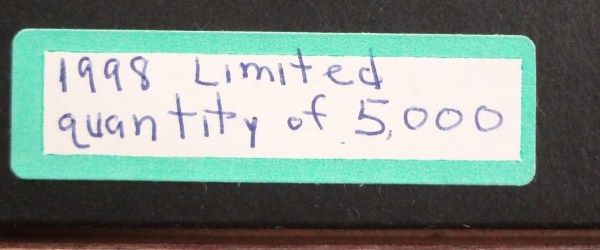 1998 Limited
quantity of 5,000